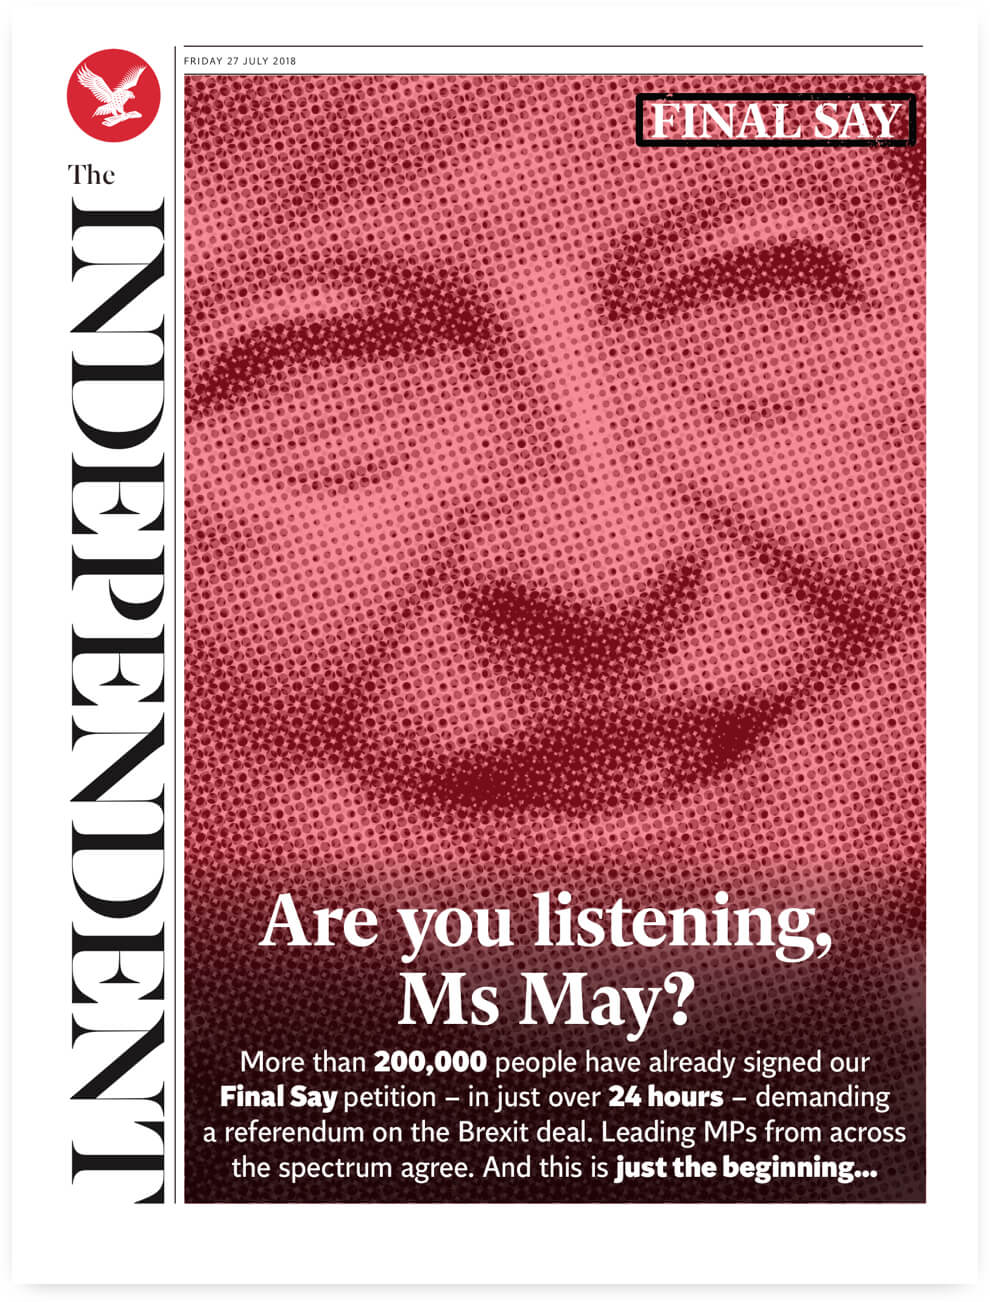 FRIDAY 27 JULY 2018
The
INDEPENDENT
FINAL SAY
Are you listening,
Ms May?
More than 200,000 people have already signed our
Final Say petition – in just over 24 hours – demanding
a referendum on the Brexit deal. Leading MPs from across
the spectrum agree. And this is just the beginning...